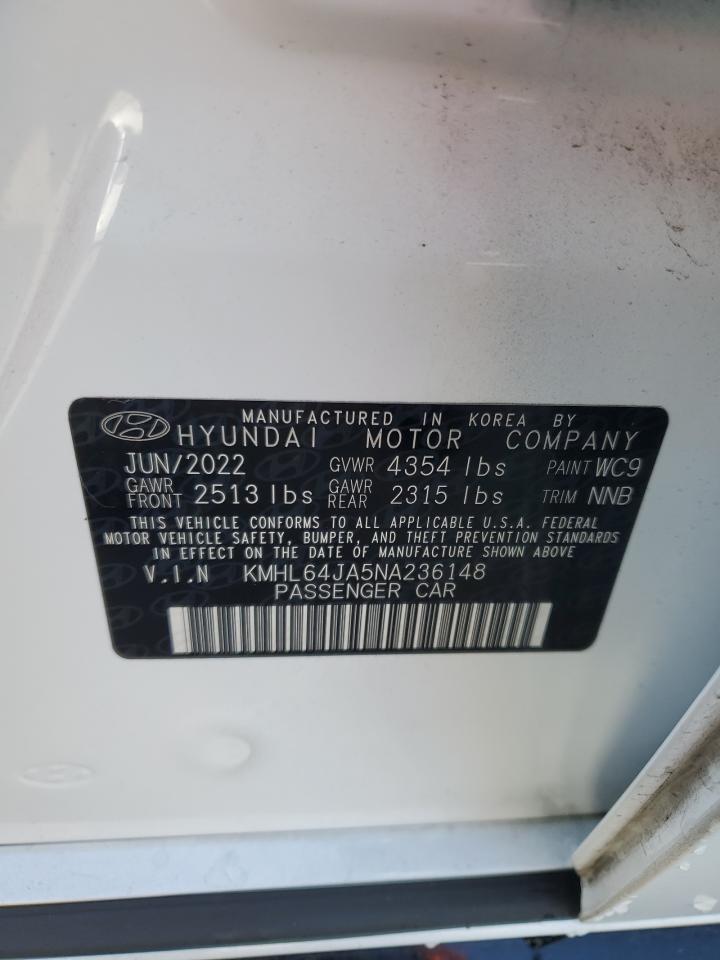 MANUFACTURED IN KOREA BY
HYUNDAI MOTOR COMPANY
JUN/2022 GVWR 4354 lbs PAINT WC9
GAWR FRONT 2513 lbs GAWR REAR 2315 lbs TRIM NNB
THIS VEHICLE CONFORMS TO ALL APPLICABLE U.S.A. FEDERAL
MOTOR VEHICLE SAFETY, BUMPER, AND THEFT PREVENTION STANDARDS
IN EFFECT ON THE DATE OF MANUFACTURE SHOWN ABOVE
V.I.N KMHL64JA5NA236148
PASSENGER CAR